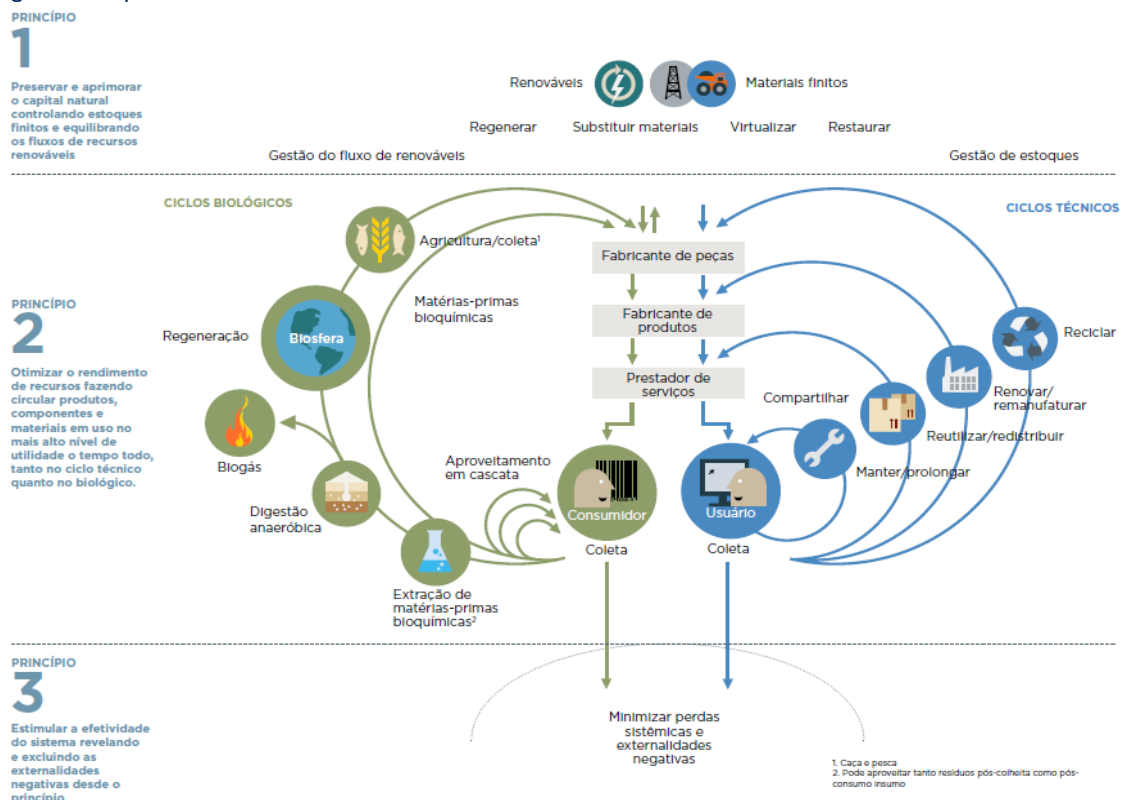 PRINCÍPIO
1
Preservar e aprimorar
o capital natural
controlando estoques
finitos e equilibrando
os fluxos de recursos
renováveis
Renováveis
Materiais finitos
Regenerar
Substituir materiais
Virtualizar
Restaurar
Gestão do fluxo de renováveis
Gestão de estoques
CICLOS BIOLÓGICOS
CICLOS TÉCNICOS
PRINCÍPIO
2
Otimizar o rendimento
de recursos fazendo
circular produtos,
componentes e
materiais em uso no
mais alto nível de
utilidade o tempo todo,
tanto no ciclo técnico
quanto no biológico.
Agricultura/coleta¹
Matérias-primas
bioquímicas
Regeneração
Biosfera
Biogás
Digestão
anaeróbica
Extração de
matérias-primas
bioquímicas²
Aproveitamento
em cascata
Fabricante de peças
Fabricante de
produtos
Prestador de
serviços
Consumidor
Coleta
Usuário
Coleta
Compartilhar
Manter/prolongar
Reutilizar/redistribuir
Renovar/
remanufaturar
Reciclar
PRINCÍPIO
3
Estimular a efetividade
do sistema revelando
e excluindo as
externalidades
negativas desde o
princípio
Minimizar perdas
sistêmicas e
externalidades
negativas
1. Caça e pesca
2. Pode aproveitar tanto resíduos pós-colheita como pós-
consumo insumo